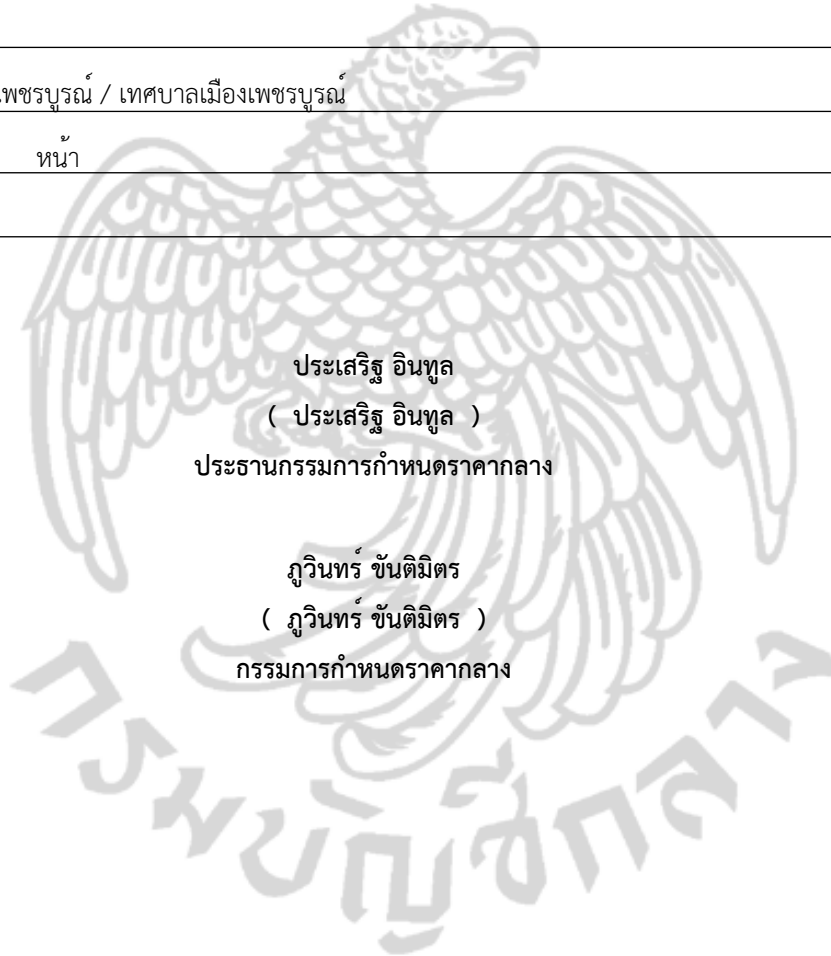 เพชรบูรณ์ / เทศบาลเมืองเพชรบูรณ์
หน้า
ประเสริฐ อินทูล
( ประเสริฐ อินทูล )
ประธานกรรมการกำหนดราคากลาง
ภูวินทร์ ขันติมิตร
( ภูวินทร์ ขันติมิตร )
กรรมการกำหนดราคากลาง
กรมบัญชีกลาง